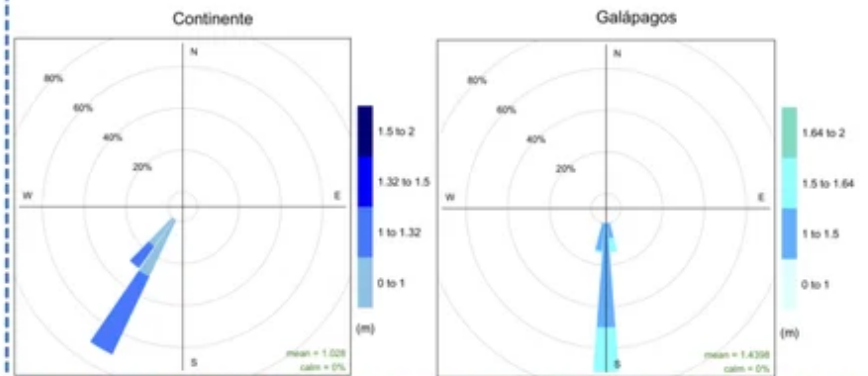 Continente
N
80%
60%
40%
20%
W
E
S
mean = 1.028
calm = 0%
1.5 to 2
1.32 to 1.5
1 to 1.32
0 to 1
(m)
Galápagos
N
80%
60%
40%
20%
W
E
S
mean = 1.4398
calm = 0%
1.64 to 2
1.5 to 1.64
1 to 1.5
0 to 1
(m)